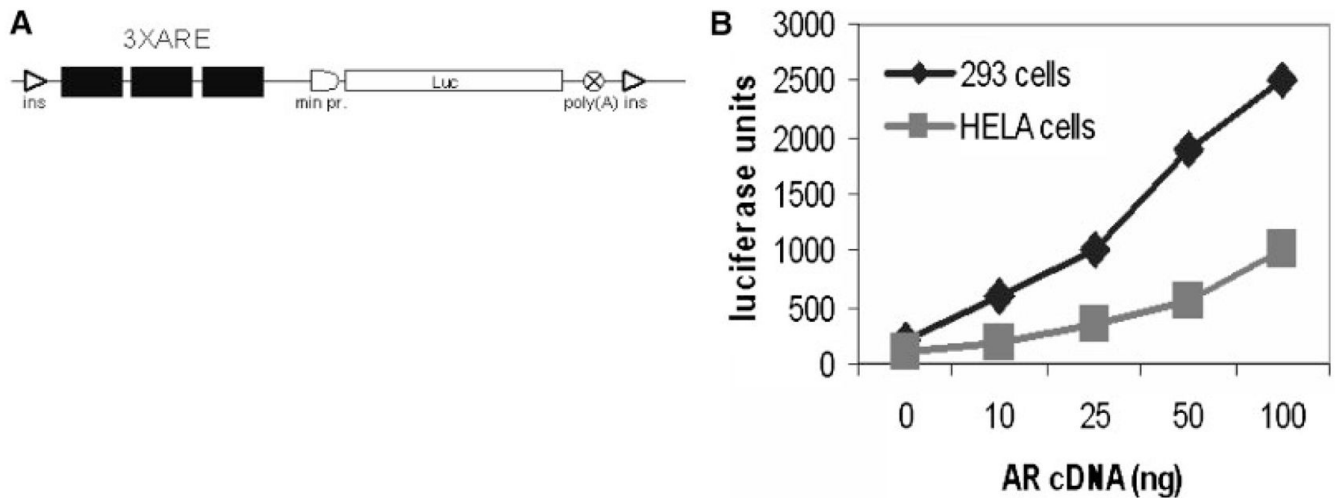 A
3XARE
ins
min pr.
Luc
poly(A) ins
B
3000
2500
2000
1500
1000
500
0
luciferase units
293 cells
HELA cells
0 10 25 50 100
AR cDNA (ng)